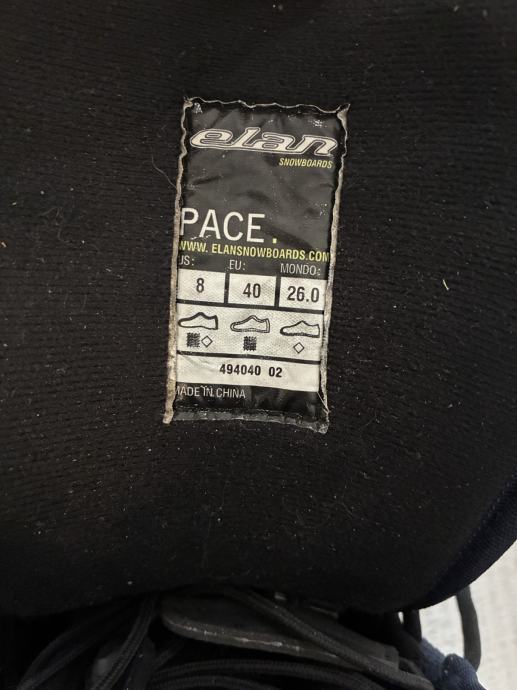 elan
SNOWBOARDS
PACE.
WWW. ELANSNOWBOARDS.COM
US: EU: MONDO:
8 40 26.0
494040 02
MADE IN CHINA